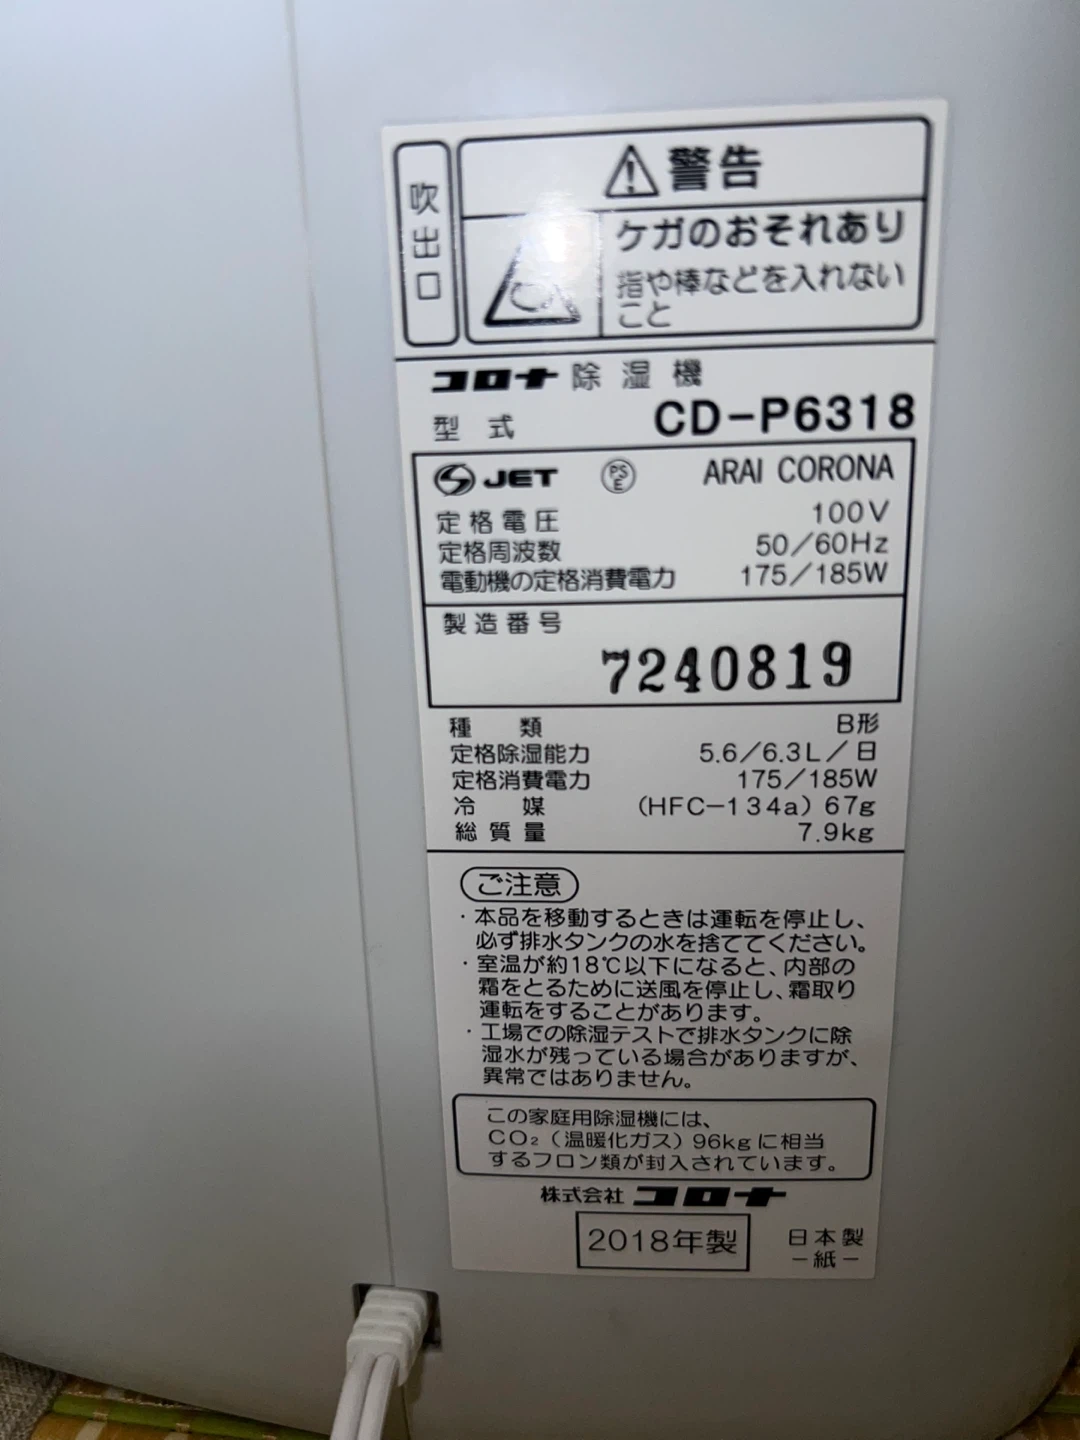 吹出口
警告
ケガのおそれあり
指や棒などを入れない
こと
コロナ 除湿機
型式 CD-P6318
JET PSE ARAI CORONA
定格電圧 100V
定格周波数 50/60Hz
電動機の定格消費電力 175/185W
製造番号
7240819
種類 B形
定格除湿能力 5.6/6.3L/日
定格消費電力 175/185W
冷媒 (HFC-134a) 67g
総質量 7.9kg
ご注意
・本品を移動するときは運転を停止し、
必ず排水タンクの水を捨ててください。
・室温が約18℃以下になると、内部の
霜をとるために送風を停止し、霜取り
運転をすることがあります。
・工場での除湿テストで排水タンクに除
湿水が残っている場合がありますが、
異常ではありません。
この家庭用除湿機には、
CO₂(温暖化ガス)96kgに相当
するフロン類が封入されています。
株式会社 コロナ
2018年製 日本製
-紙-